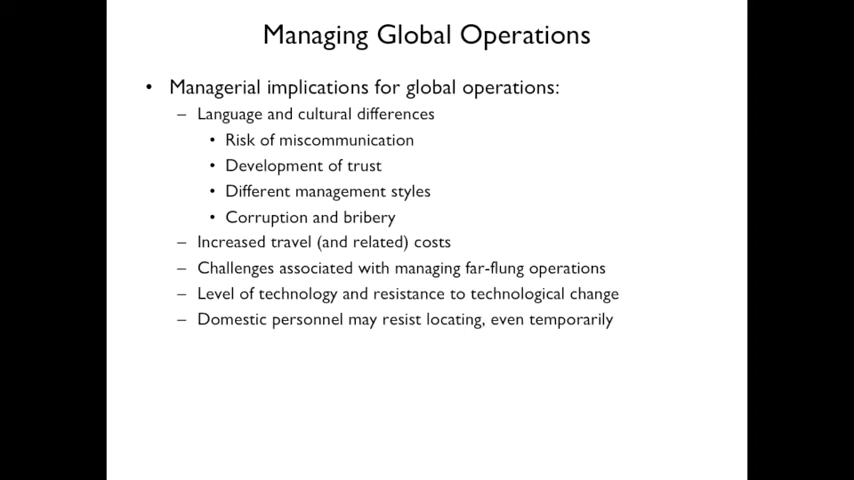 Managing Global Operations
• Managerial implications for global operations:
– Language and cultural differences
• Risk of miscommunication
• Development of trust
• Different management styles
• Corruption and bribery
– Increased travel (and related) costs
– Challenges associated with managing far-flung operations
– Level of technology and resistance to technological change
– Domestic personnel may resist locating, even temporarily